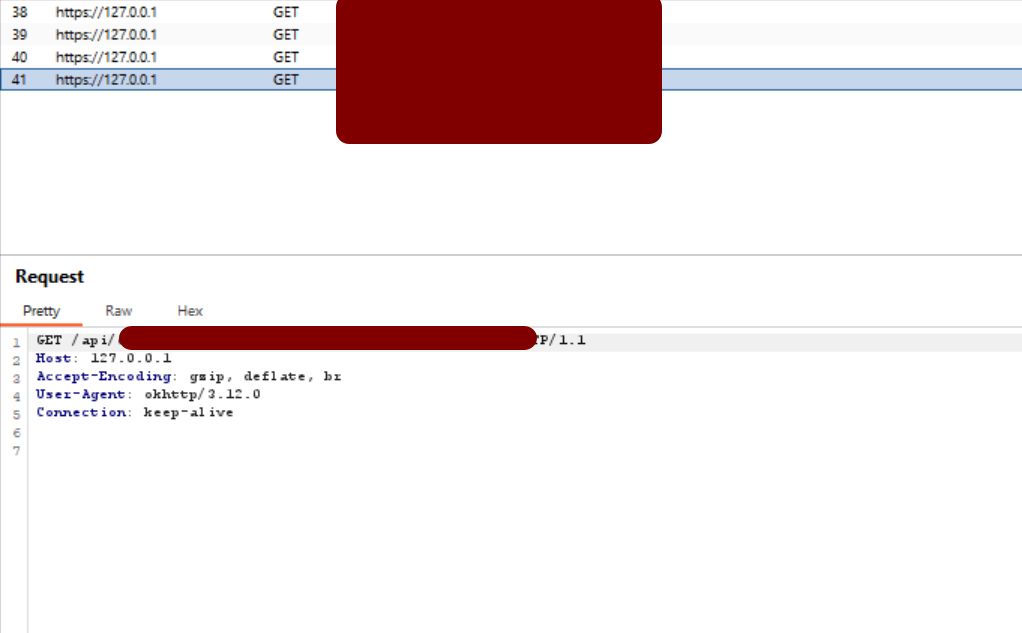 38 https://127.0.0.1 GET
39 https://127.0.0.1 GET
40 https://127.0.0.1 GET
41 https://127.0.0.1 GET
Request
Pretty Raw Hex
1 GET /api/ TP/1.1
2 Host: 127.0.0.1
3 Accept-Encoding: gzip, deflate, br
4 User-Agent: okhttp/3.12.0
5 Connection: keep-alive
6
7